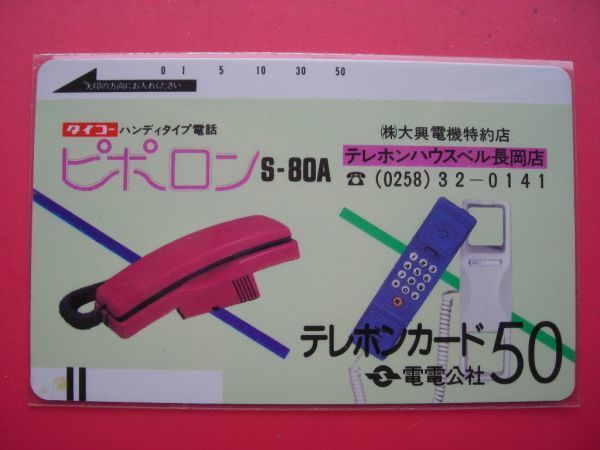 0 1 5 10 30 50
矢印の方向にお入れください
タイコー ハンディタイプ電話
ピポロン S-80A
㈱大興電機特約店
テレホンハウスベル長岡店
☎(0258)32-0141
テレホンカード50
電電公社